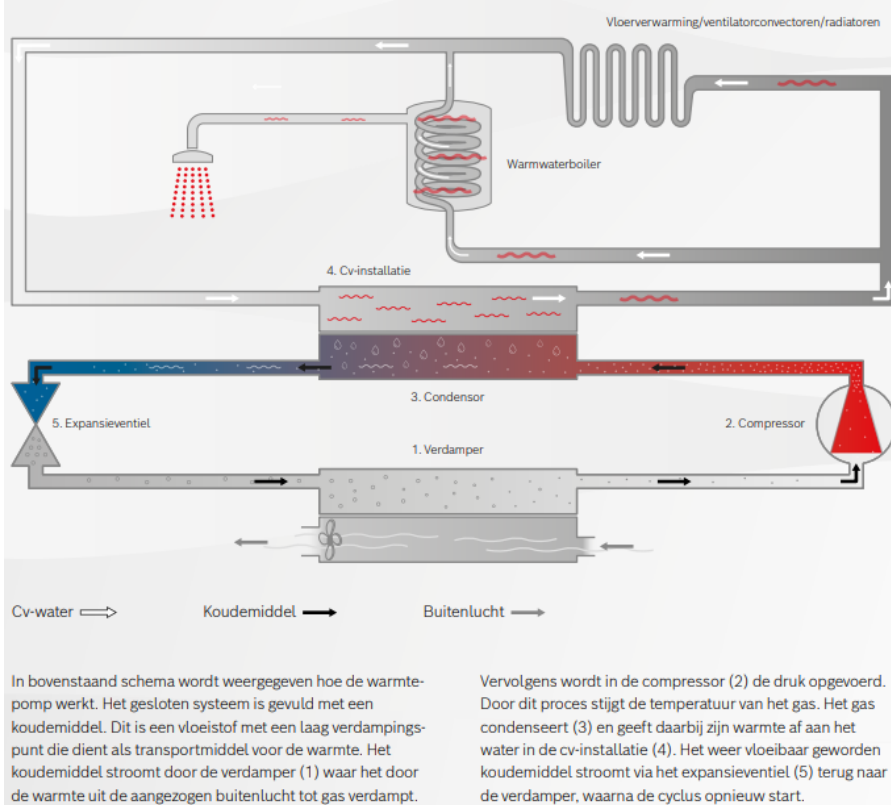 Vloerverwarming/ventilatorconvectoren/radiatoren
Warmwaterboiler
4. Cv-installatie
3. Condensor
5. Expansieventiel
2. Compressor
1. Verdamper
Cv-water
Koudemiddel
Buitenlucht
In bovenstaand schema wordt weergegeven hoe de warmte-
pomp werkt. Het gesloten systeem is gevuld met een
koudemiddel. Dit is een vloeistof met een laag verdampings-
punt die dient als transportmiddel voor de warmte. Het
koudemiddel stroomt door de verdamper (1) waar het door
de warmte uit de aangezogen buitenlucht tot gas verdampt.
Vervolgens wordt in de compressor (2) de druk opgevoerd.
Door dit proces stijgt de temperatuur van het gas. Het gas
condenseert (3) en geeft daarbij zijn warmte af aan het
water in de cv-installatie (4). Het weer vloeibaar geworden
koudemiddel stroomt via het expansieventiel (5) terug naar
de verdamper, waarna de cyclus opnieuw start.